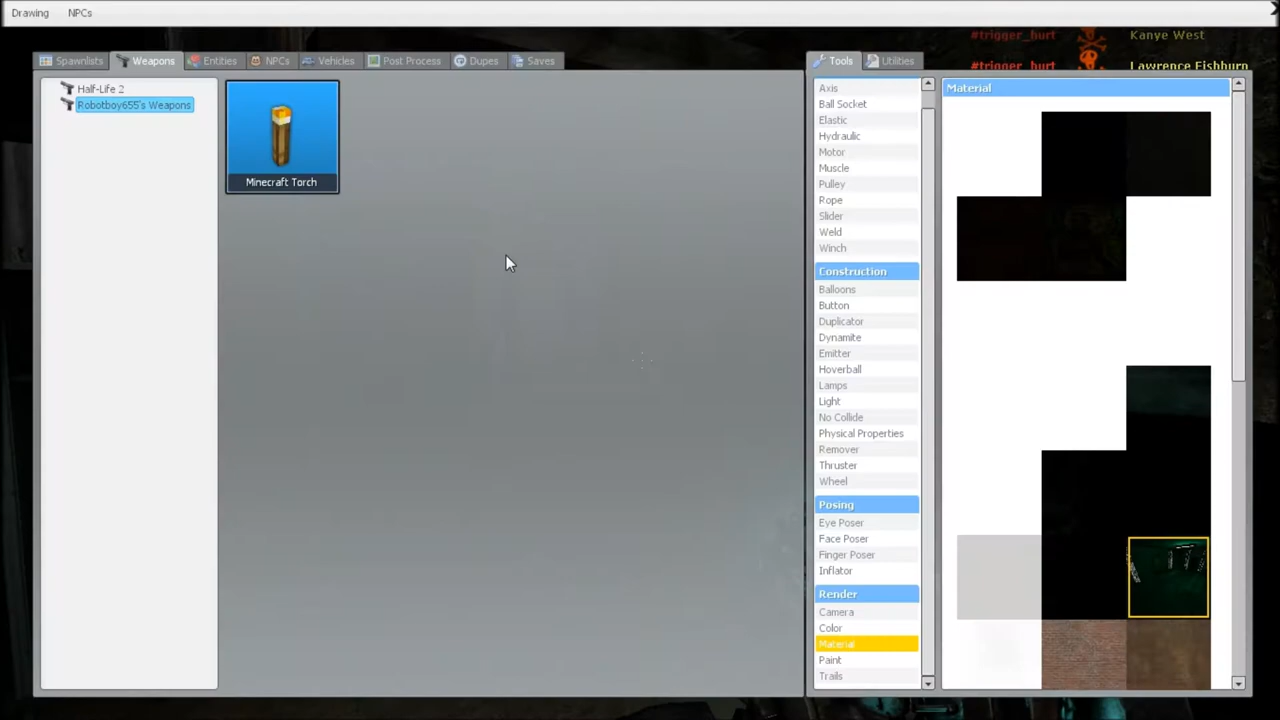 Drawing NPCs
#trigger_hurt Kanye West
#trigger_hurt Lawrence Fishburn
Spawnlists Weapons Entities NPCs Vehicles Post Process Dupes Saves
Tools Utilities
Half-Life 2
Robotboy655's Weapons
Minecraft Torch
Axis
Ball Socket
Elastic
Hydraulic
Motor
Muscle
Pulley
Rope
Slider
Weld
Winch
Construction
Balloons
Button
Duplicator
Dynamite
Emitter
Hoverball
Lamps
Light
No Collide
Physical Properties
Remover
Thruster
Wheel
Posing
Eye Poser
Face Poser
Finger Poser
Inflator
Render
Camera
Color
Material
Paint
Trails
Material